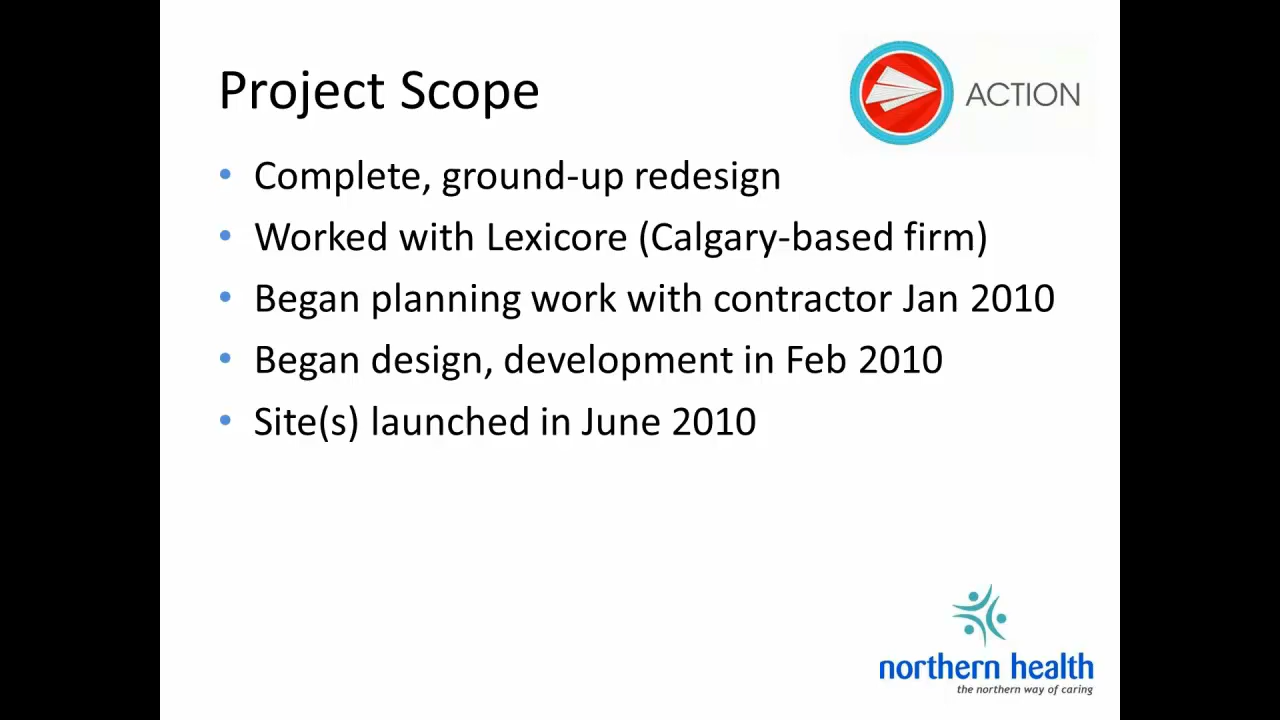 Project Scope
ACTION
• Complete, ground-up redesign
• Worked with Lexicore (Calgary-based firm)
• Began planning work with contractor Jan 2010
• Began design, development in Feb 2010
• Site(s) launched in June 2010
northern health
the northern way of caring